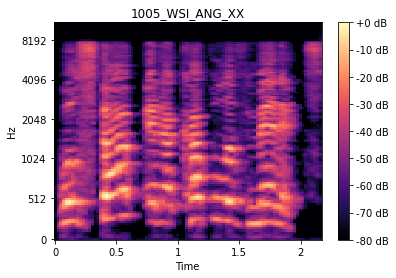 1005_WSI_ANG_XX
8192
4096
2048
1024
512
0
Hz
0
0.5
1
1.5
2
Time
+0 dB
-10 dB
-20 dB
-30 dB
-40 dB
-50 dB
-60 dB
-70 dB
-80 dB